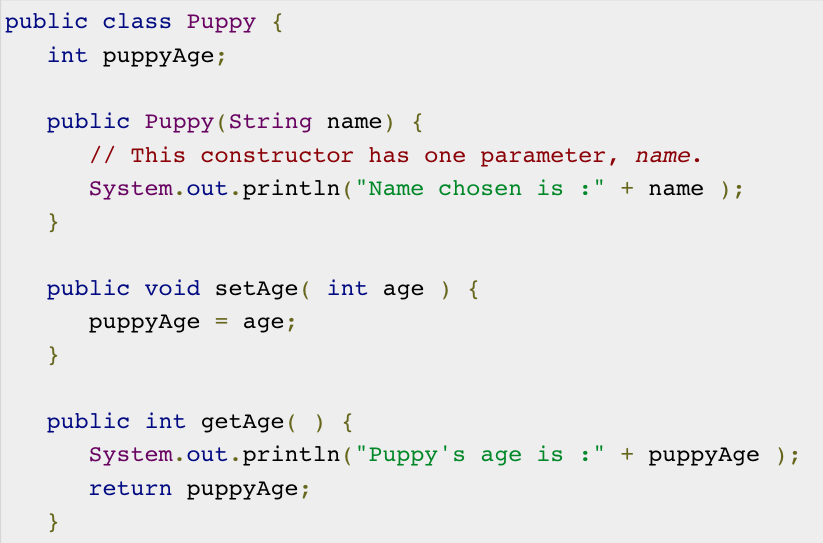 public class Puppy {
   int puppyAge;

   public Puppy(String name) {
      // This constructor has one parameter, name.
      System.out.println("Name chosen is :" + name );
   }

   public void setAge( int age ) {
      puppyAge = age;
   }

   public int getAge( ) {
      System.out.println("Puppy's age is :" + puppyAge );
      return puppyAge;
   }